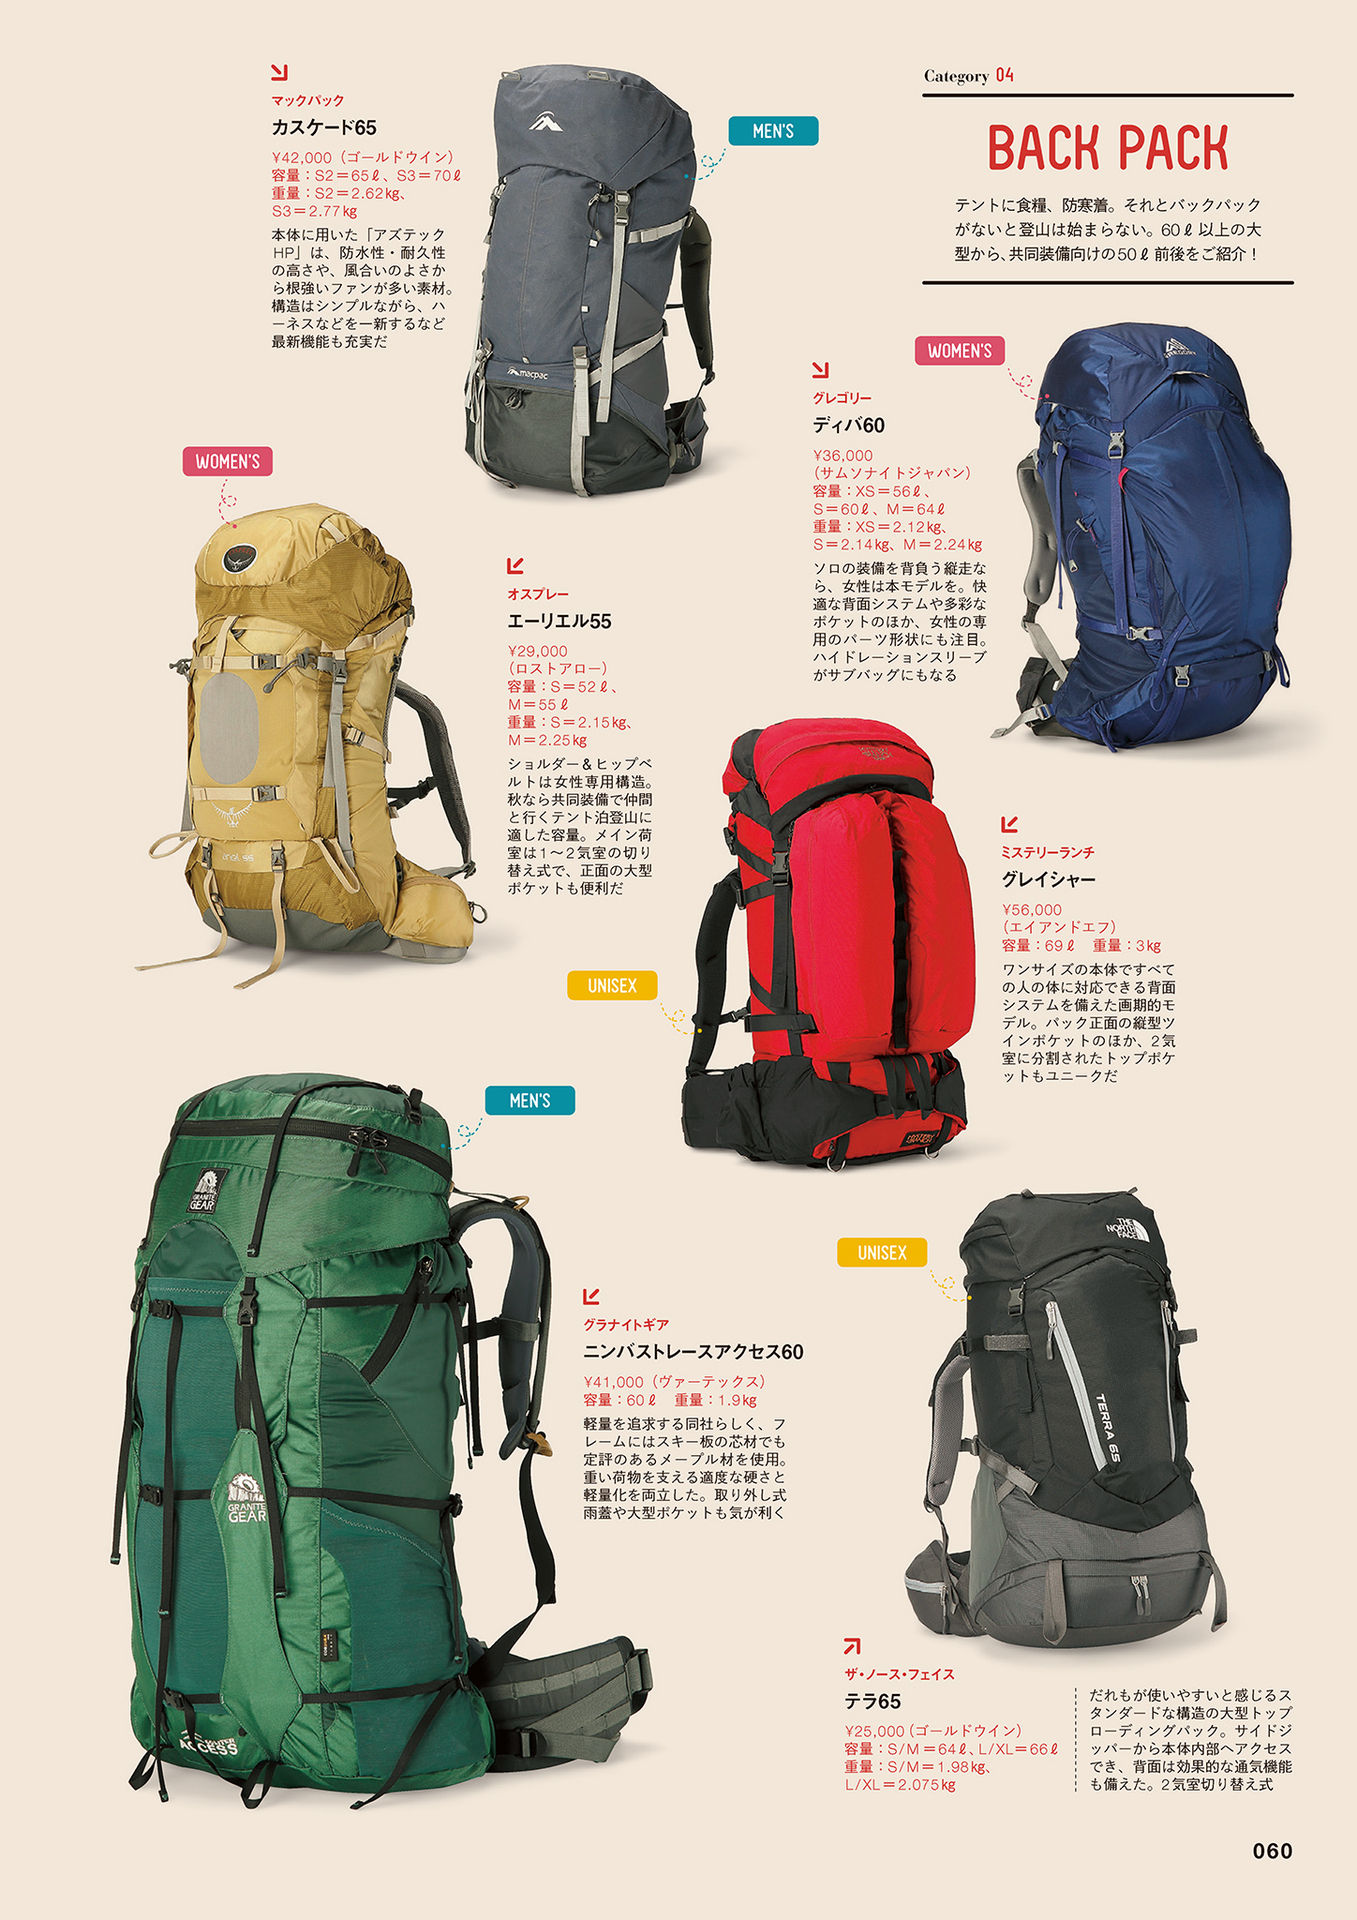 Category 04
BACK PACK
テントに食糧、防寒着。それとバックパック
がないと登山は始まらない。60ℓ以上の大
型から、共同装備向けの50ℓ前後をご紹介！
マックパック
カスケード65
¥42,000（ゴールドウイン）
容量：S2＝65ℓ、S3＝70ℓ
重量：S2＝2.62kg、
S3＝2.77kg
本体に用いた「アズテック
HP」は、防水性・耐久性
の高さや、風合いのよさか
ら根強いファンが多い素材。
構造はシンプルながら、ハ
ーネスなどを一新するなど
最新機能も充実だ
MEN'S
macpac
WOMEN'S
グレゴリー
ディバ60
¥36,000
（サムソナイトジャパン）
容量：XS＝56ℓ、
S＝60ℓ、M＝64ℓ
重量：XS＝2.12kg、
S＝2.14kg、M＝2.24kg
ソロの装備を背負う縦走な
ら、女性は本モデルを。快
適な背面システムや多彩な
ポケットのほか、女性の専
用のパーツ形状にも注目。
ハイドレーションスリーブ
がサブバッグにもなる
GREGORY
WOMEN'S
オスプレー
エーリエル55
¥29,000
（ロストアロー）
容量：S＝52ℓ、
M＝55ℓ
重量：S＝2.15kg、
M＝2.25kg
ショルダー＆ヒップベ
ルトは女性専用構造。
秋なら共同装備で仲間
と行くテント泊登山に
適した容量。メイン荷
室は1〜2気室の切り
替え式で、正面の大型
ポケットも便利だ
ariel 55
ミステリーランチ
グレイシャー
¥56,000
（エイアンドエフ）
容量：69ℓ　重量：3kg
ワンサイズの本体ですべて
の人の体に対応できる背面
システムを備えた画期的モ
デル。パック正面の縦型ツ
インポケットのほか、2気
室に分割されたトップポケ
ットもユニークだ
UNISEX
MYSTERY
RANCH
MEN'S
GRANITE
GEAR
グラナイトギア
ニンバストレースアクセス60
¥41,000（ヴァーテックス）
容量：60ℓ　重量：1.9kg
軽量を追求する同社らしく、フ
レームにはスキー板の芯材でも
定評のあるメープル材を使用。
重い荷物を支える適度な硬さと
軽量化を両立した。取り外し式
雨蓋や大型ポケットも気が利く
GRANITE
GEAR
ACCESS
UNISEX
THE
NORTH
FACE
TERRA 65
ザ・ノース・フェイス
テラ65
¥25,000（ゴールドウイン）
容量：S/M＝64ℓ、L/XL＝66ℓ
重量：S/M＝1.98kg、
L/XL＝2.075kg
だれもが使いやすいと感じるス
タンダードな構造の大型トップ
ローディングパック。サイドジ
ッパーから本体内部へアクセス
でき、背面は効果的な通気機能
も備えた。2気室切り替え式
060